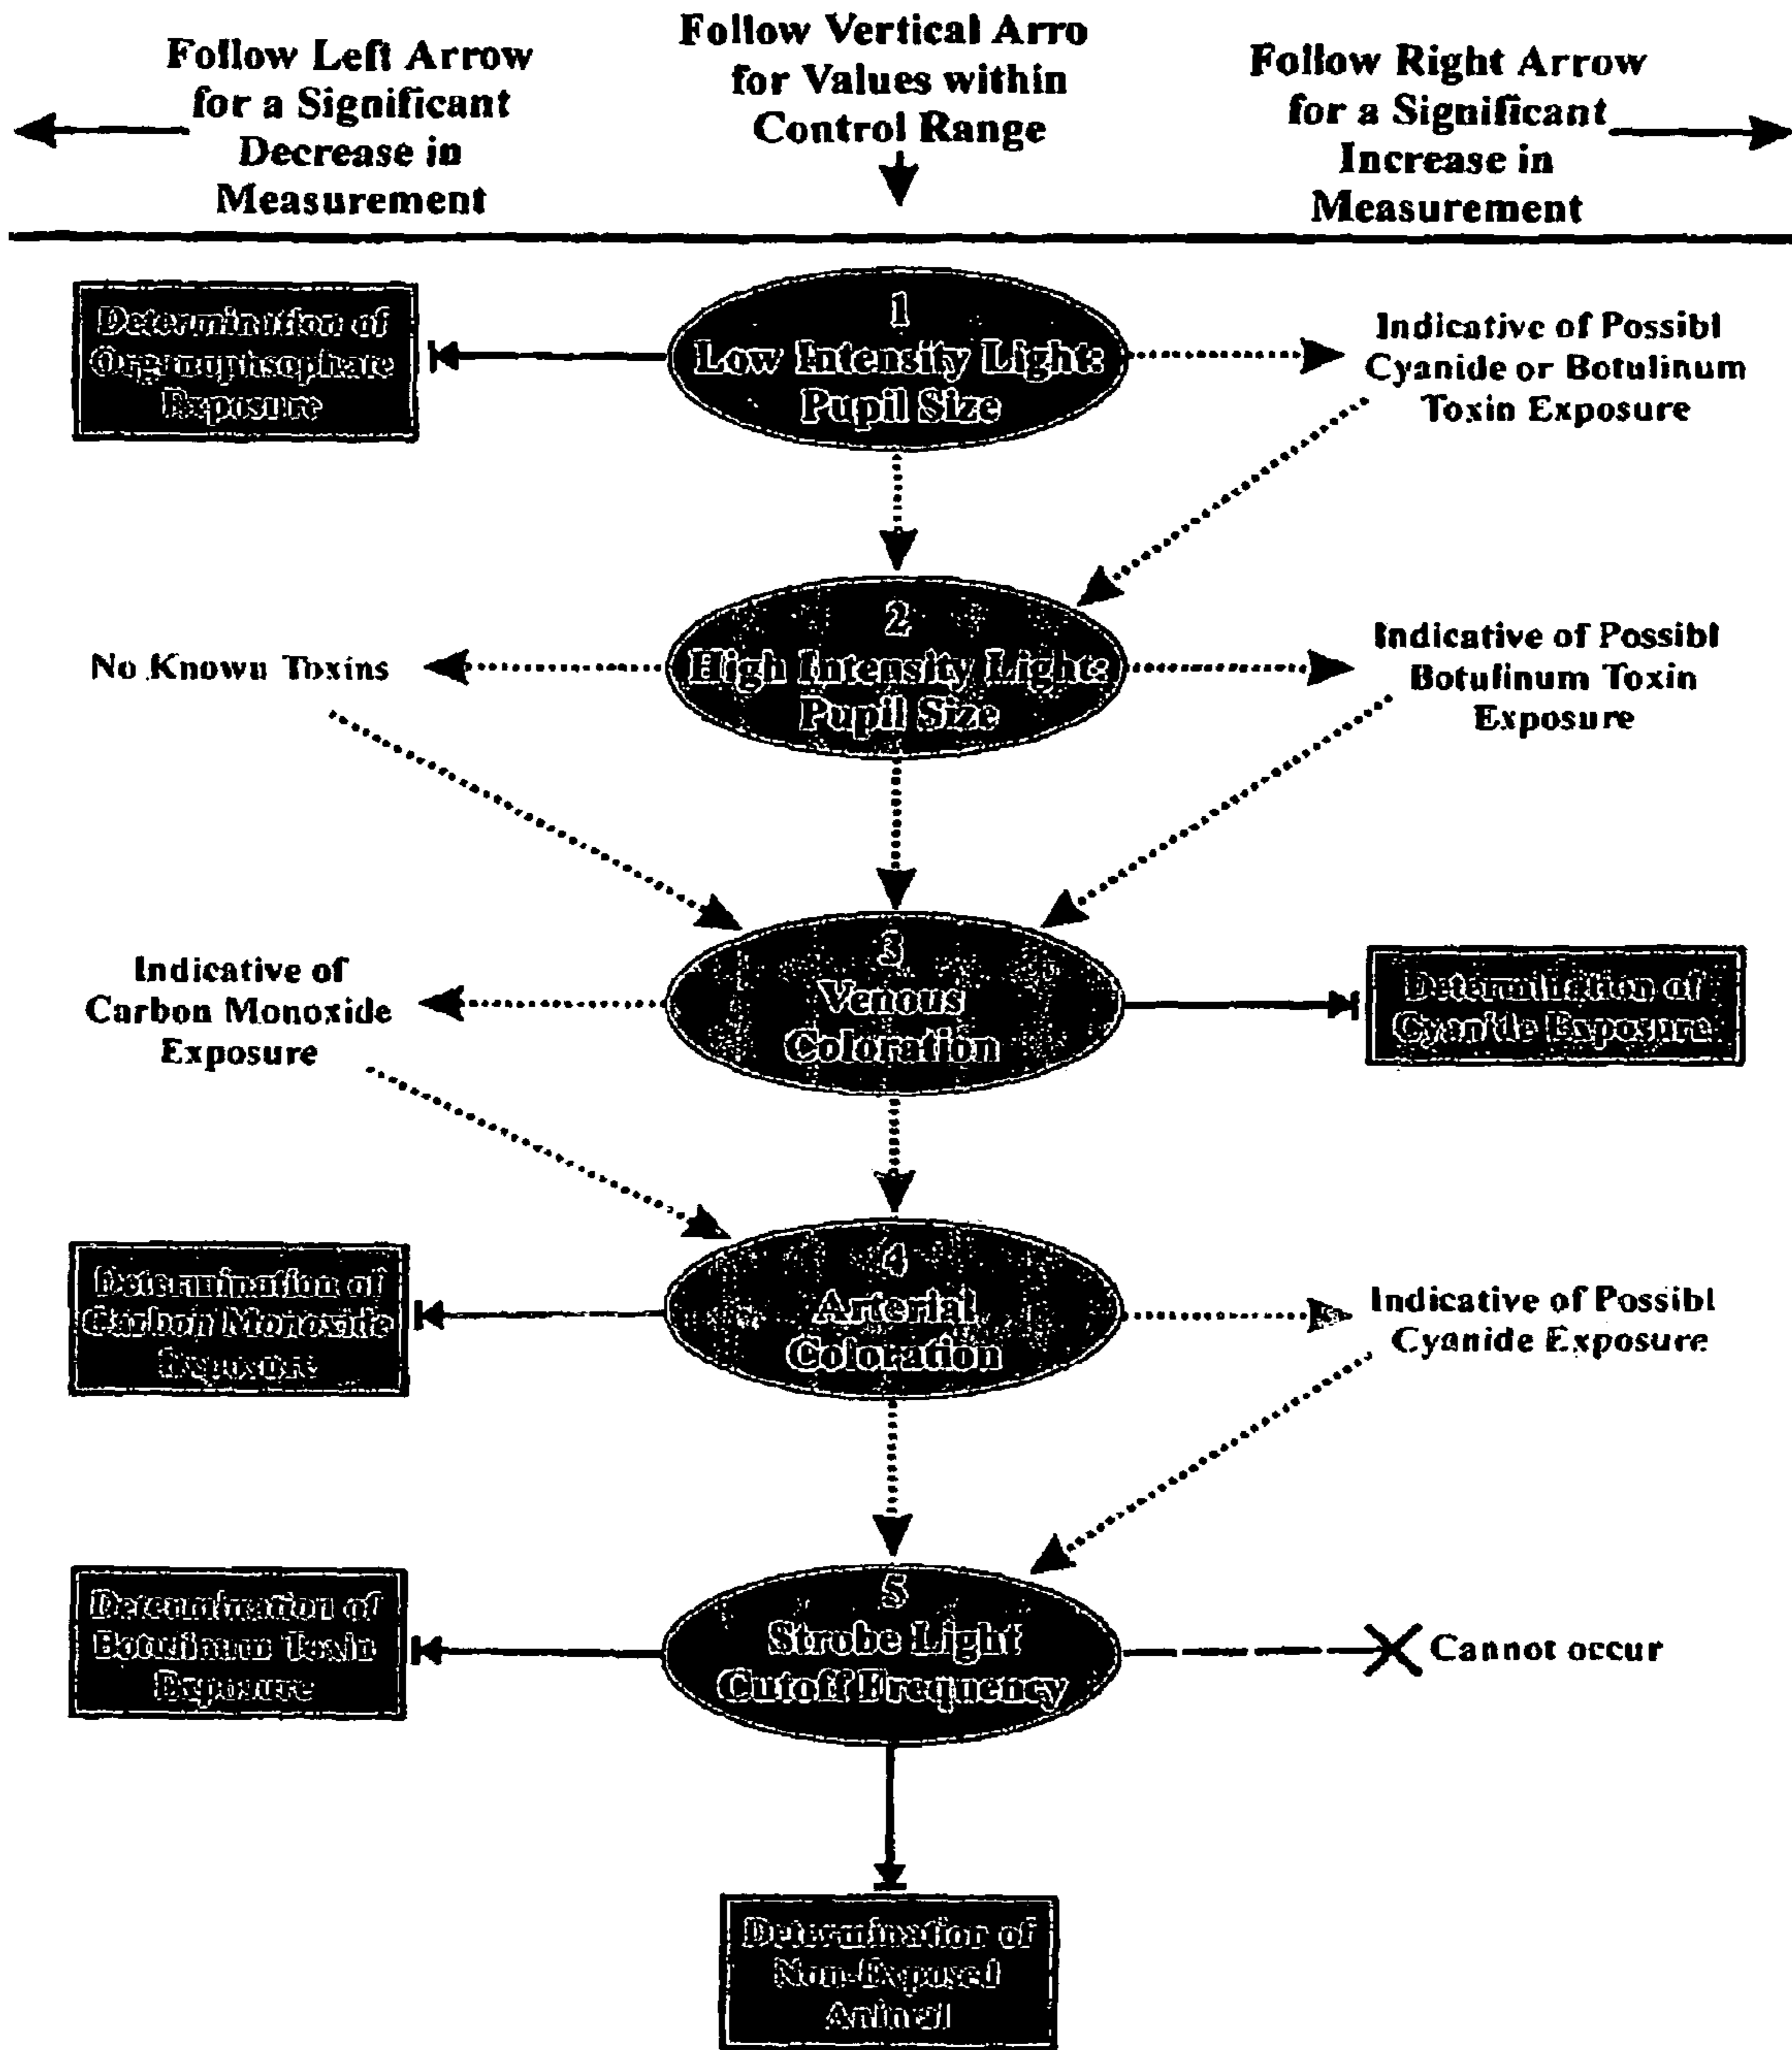 Follow Left Arrow
for a Significant
Decrease in
Measurement
Follow Vertical Arro
for Values within
Control Range
Follow Right Arrow
for a Significant
Increase in
Measurement
Determination of
Organophsophate
Exposure
1
Low Intensity Light:
Pupil Size
Indicative of Possibl
Cyanide or Botulinum
Toxin Exposure
No Known Toxins
2
High Intensity Light:
Pupil Size
Indicative of Possibl
Botulinum Toxin
Exposure
Indicative of
Carbon Monoxide
Exposure
3
Venous
Coloration
Determination of
Cyanide Exposure
Determination of
Carbon Monoxide
Exposure
4
Arterial
Coloration
Indicative of Possibl
Cyanide Exposure
Determination of
Botulinum Toxin
Exposure
5
Strobe Light
Cutoff Frequency
Cannot occur
Determination of
Non-Exposed
Animal